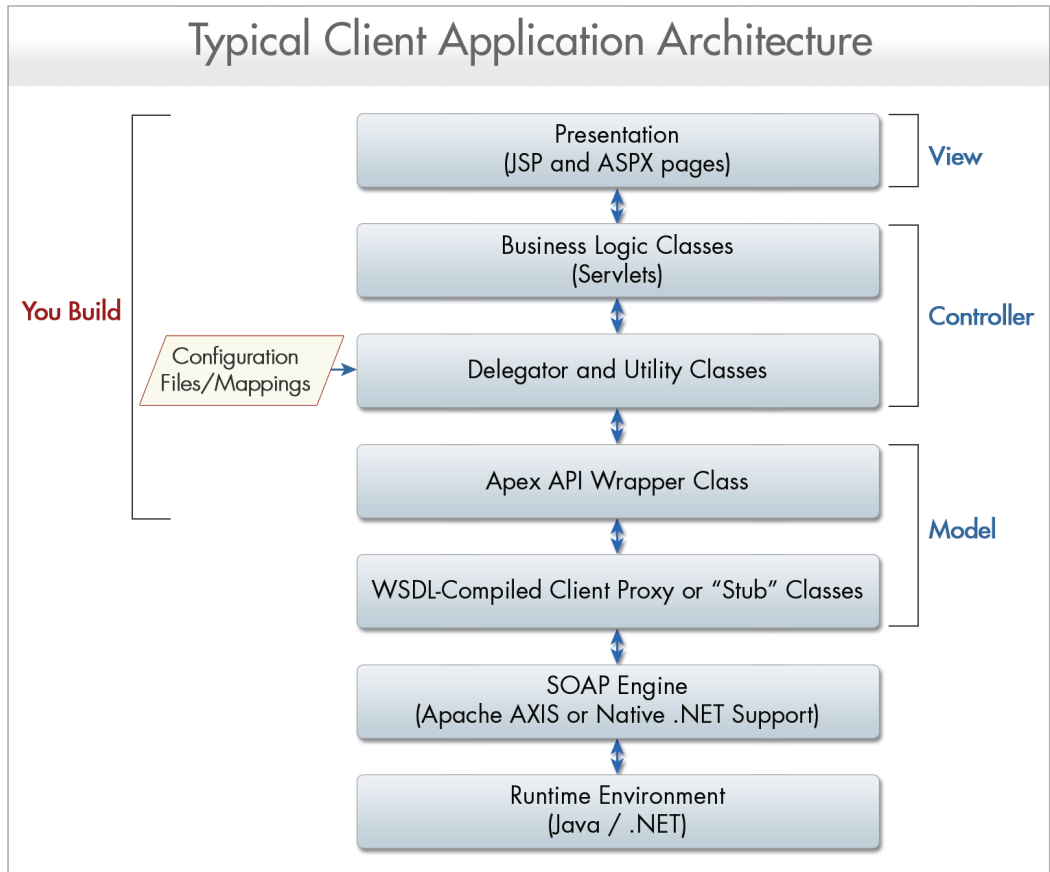 Typical Client Application Architecture
Presentation
(JSP and ASPX pages)
View
Business Logic Classes
(Servlets)
You Build
Controller
Configuration
Files/Mappings
Delegator and Utility Classes
Apex API Wrapper Class
Model
WSDL-Compiled Client Proxy or “Stub” Classes
SOAP Engine
(Apache AXIS or Native .NET Support)
Runtime Environment
(Java / .NET)